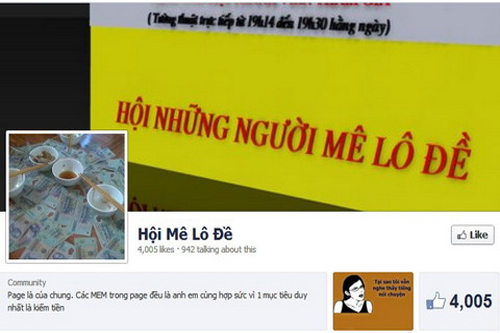 (Tường thuật trực tiếp từ 19h14 đến 19h30 hằng ngày)
HỘI NHỮNG NGƯỜI MÊ LÔ ĐỀ
Hội Mê Lô Đề
4,005 likes · 942 talking about this
Like
Community
Page là của chung. Các MEM trong page đều là anh em cùng hợp sức vì 1 mục tiêu duy
nhất là kiếm tiền
Tại sao tôi vẫn
nghe thấy tiếng
nói chuyện
4,005